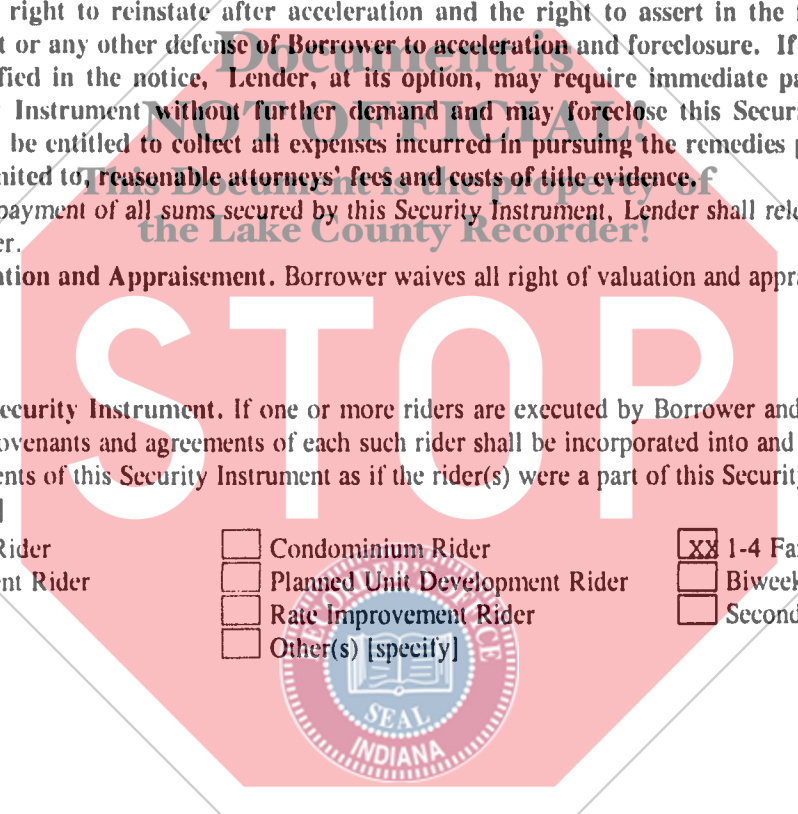 right to reinstate after acceleration and the right to assert in the
t or any other defense of Borrower to acceleration and foreclosure. If
fied in the notice, Lender, at its option, may require immediate pa
Instrument without further demand and may foreclose this Securi
be entitled to collect all expenses incurred in pursuing the remedies
nited to, reasonable attorneys' fees and costs of title evidence.
payment of all sums secured by this Security Instrument, Lender shall rele
er.
ation and Appraisement. Borrower waives all right of valuation and appra
Document is
NOT OFFICIAL!
This Document is the property of
the Lake County Recorder!
STOP
ecurity Instrument. If one or more riders are executed by Borrower and
ovenants and agreements of each such rider shall be incorporated into and
ents of this Security Instrument as if the rider(s) were a part of this Securit
]
Rider Condominium Rider XX 1-4 Fa
nt Rider Planned Unit Development Rider Biweek
Rate Improvement Rider Second
Other(s) [specify]
RECORDER'S OFFICE
SEAL
INDIANA